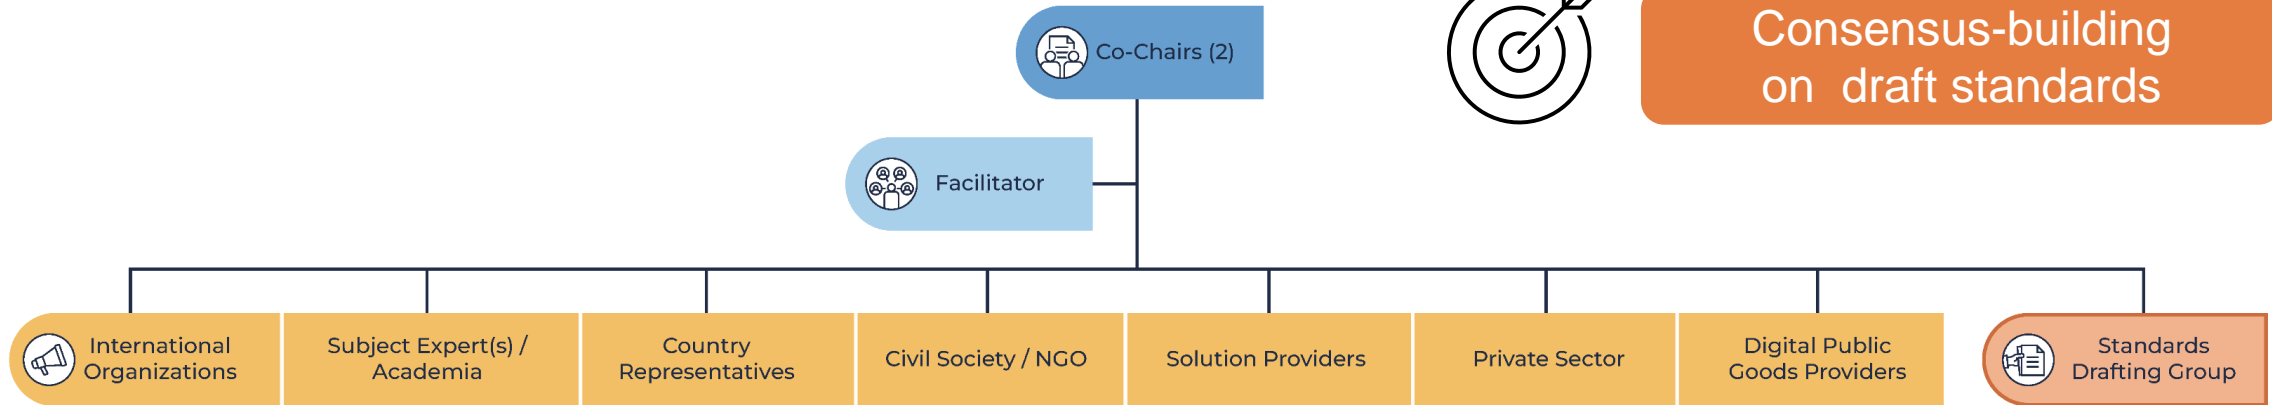 Consensus-building
on draft standards
Co-Chairs (2)
Facilitator
International
Organizations
Subject Expert(s) /
Academia
Country
Representatives
Civil Society / NGO
Solution Providers
Private Sector
Digital Public
Goods Providers
Standards
Drafting Group